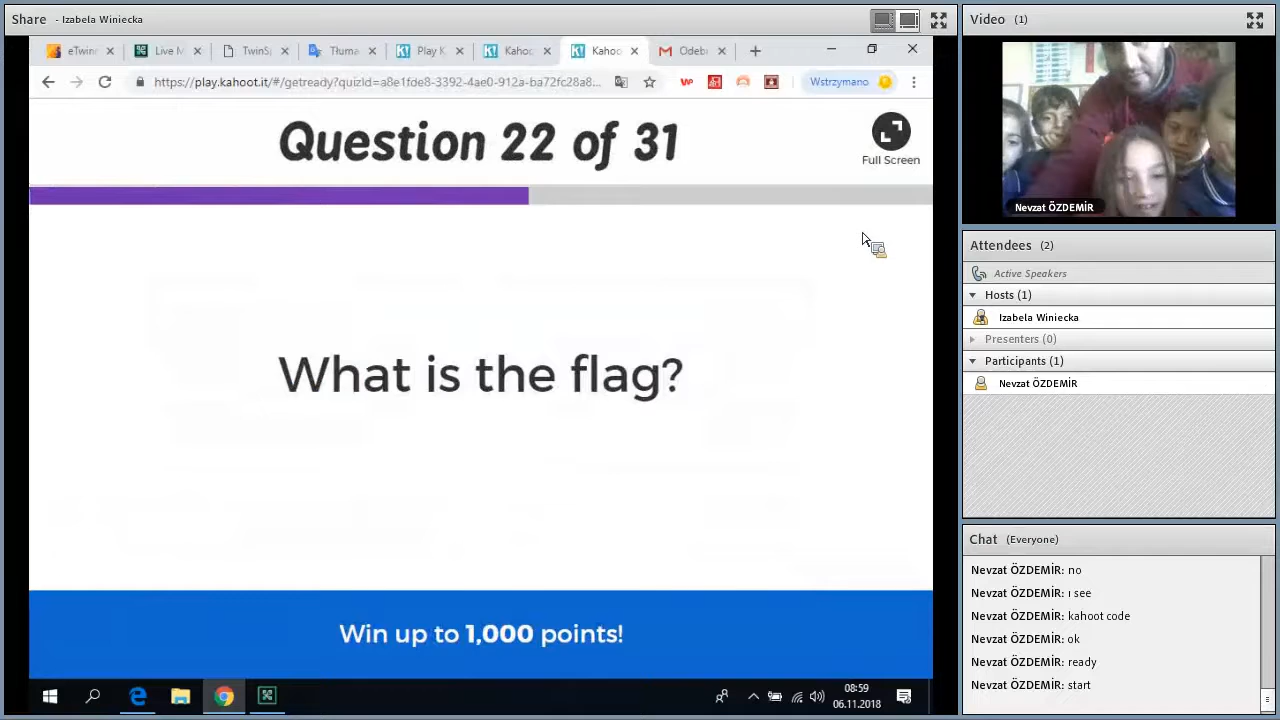 Share - Izabela Winiecka
eTwin
Live M
TwinSp
Tłuma
Play K
Kahoo
Kahoo
Odebr
https://play.kahoot.it/#/getready?quizId=a8e1fde8-3392-4ae0-912a-ba72fc28a8...
Wstrzymano
Question 22 of 31
Full Screen
What is the flag?
Win up to 1,000 points!
08:59
06.11.2018
Video (1)
Nevzat ÖZDEMİR
Attendees (2)
Active Speakers
Hosts (1)
Izabela Winiecka
Presenters (0)
Participants (1)
Nevzat ÖZDEMİR
Chat (Everyone)
Nevzat ÖZDEMİR: no
Nevzat ÖZDEMİR: ı see
Nevzat ÖZDEMİR: kahoot code
Nevzat ÖZDEMİR: ok
Nevzat ÖZDEMİR: ready
Nevzat ÖZDEMİR: start